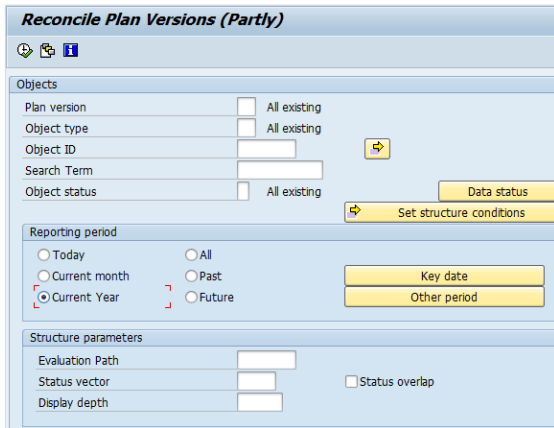 Reconcile Plan Versions (Partly)
Objects
Plan version All existing
Object type All existing
Object ID
Search Term
Object status All existing Data status
Set structure conditions
Reporting period
Today All
Current month Past Key date
Current Year Future Other period
Structure parameters
Evaluation Path
Status vector Status overlap
Display depth